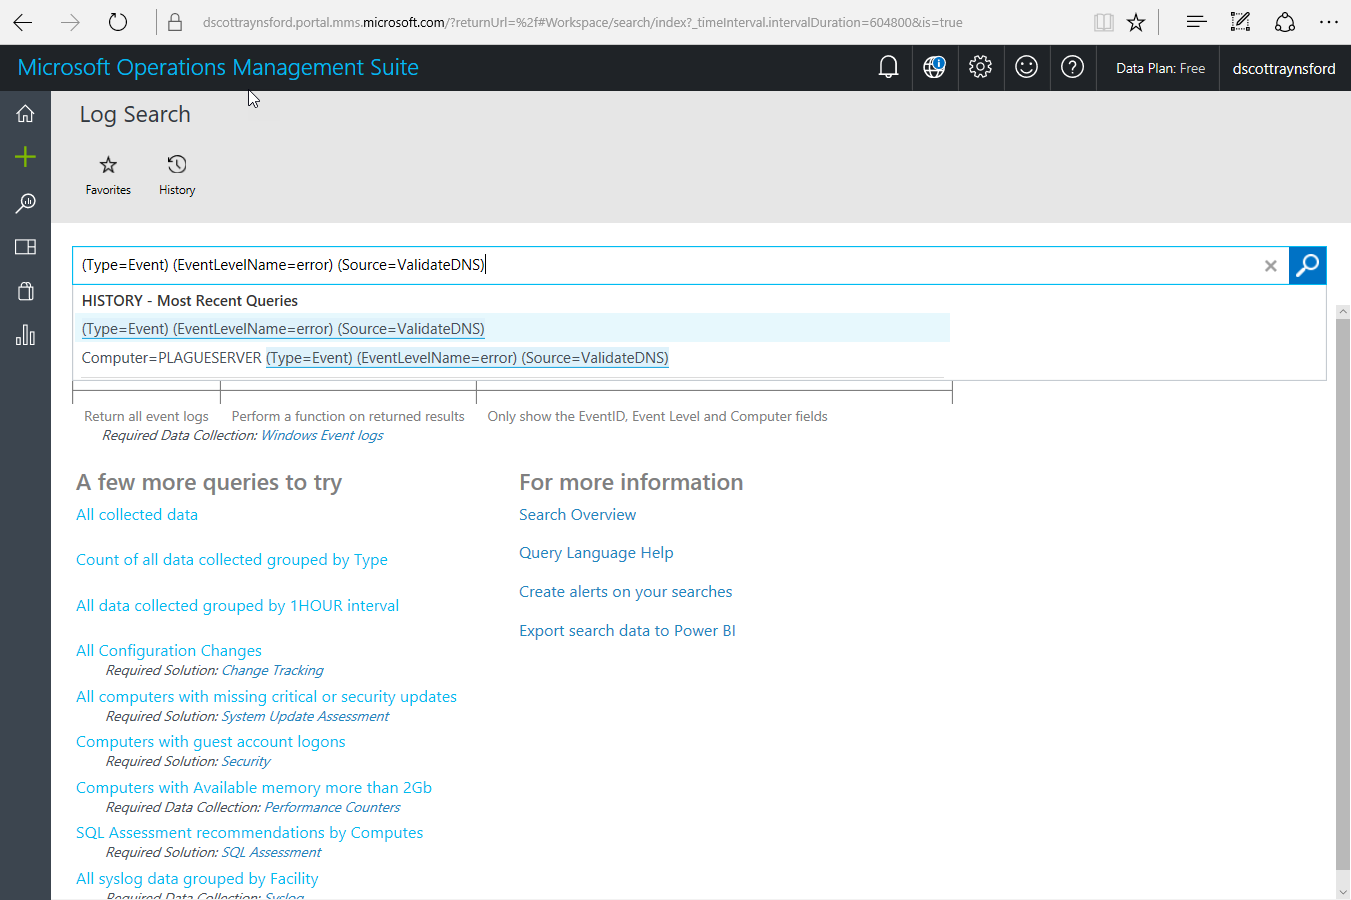 dscottraynsford.portal.mms.microsoft.com/?returnUrl=%2f#Workspace/search/index?_timeInterval.intervalDuration=604800&is=true
Microsoft Operations Management Suite
Data Plan: Free
dscottraynsford
Log Search
Favorites
History
(Type=Event) (EventLevelName=error) (Source=ValidateDNS)
HISTORY - Most Recent Queries
(Type=Event) (EventLevelName=error) (Source=ValidateDNS)
Computer=PLAGUESERVER (Type=Event) (EventLevelName=error) (Source=ValidateDNS)
Return all event logs
Perform a function on returned results
Only show the EventID, Event Level and Computer fields
Required Data Collection: Windows Event logs
A few more queries to try
All collected data
Count of all data collected grouped by Type
All data collected grouped by 1HOUR interval
All Configuration Changes
Required Solution: Change Tracking
All computers with missing critical or security updates
Required Solution: System Update Assessment
Computers with guest account logons
Required Solution: Security
Computers with Available memory more than 2Gb
Required Data Collection: Performance Counters
SQL Assessment recommendations by Computes
Required Solution: SQL Assessment
All syslog data grouped by Facility
Required Data Collection: Syslog
For more information
Search Overview
Query Language Help
Create alerts on your searches
Export search data to Power BI